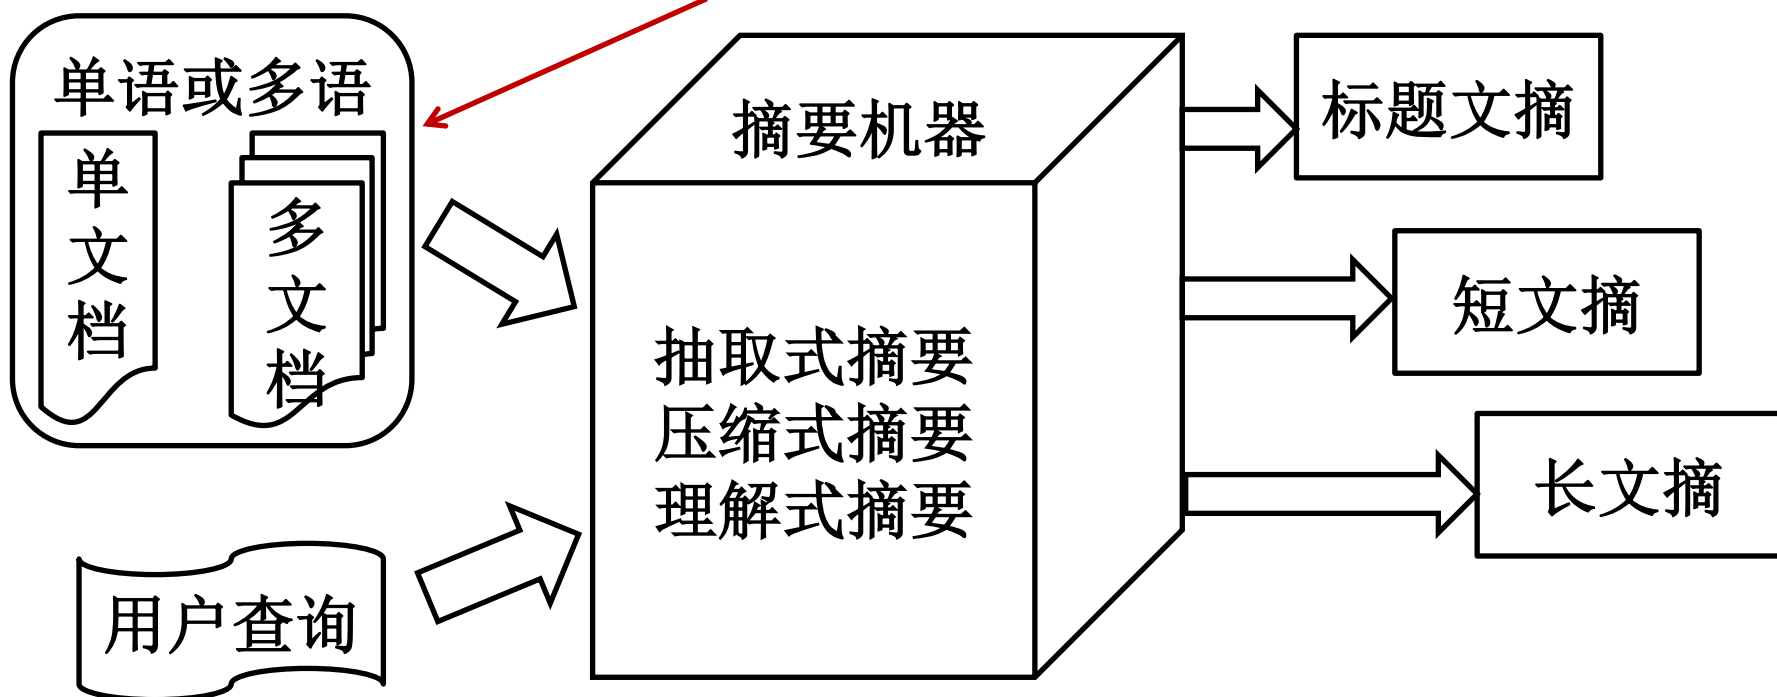 单语或多语
单文档
多文档
用户查询
摘要机器
抽取式摘要
压缩式摘要
理解式摘要
标题文摘
短文摘
长文摘